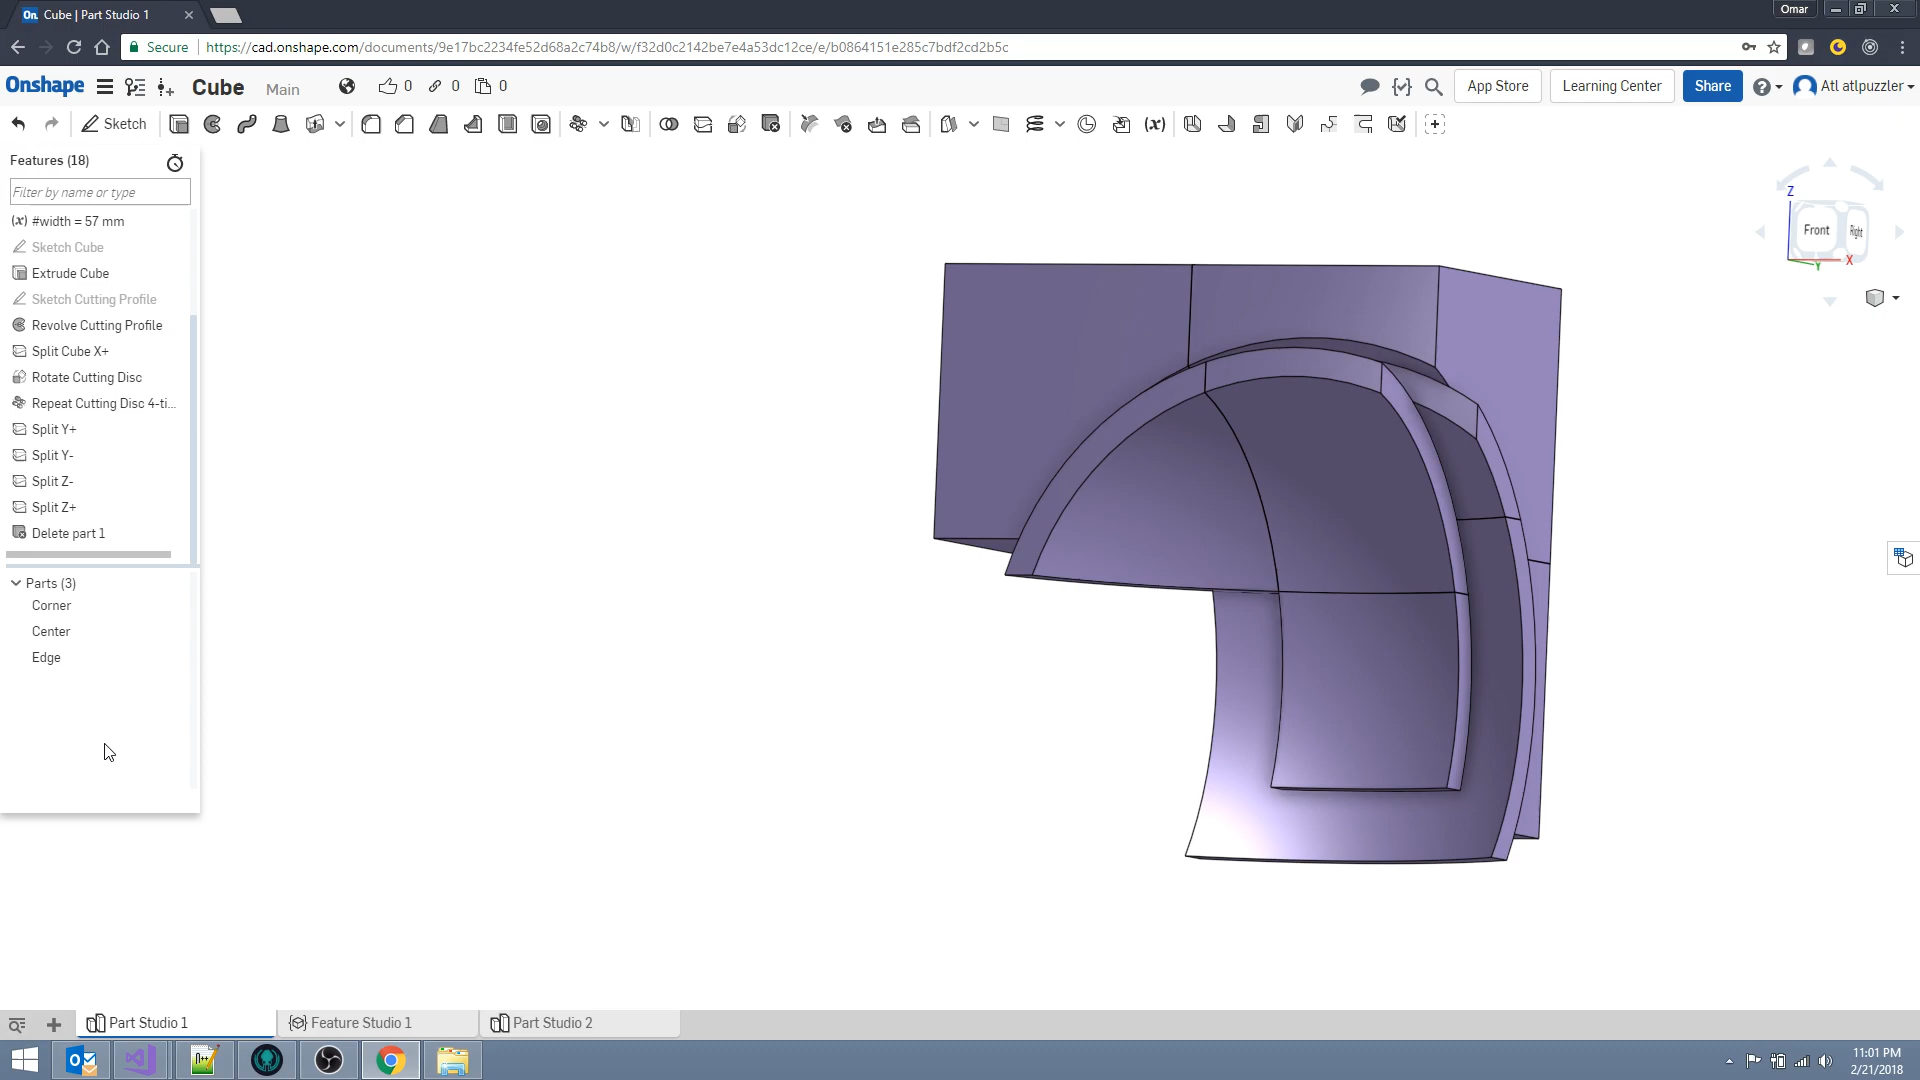 Cube | Part Studio 1
Omar
Secure
https://cad.onshape.com/documents/9e17bc2234fe52d68a2c74b8/w/f32d0c2142be7e4a53dc12ce/e/b0864151e285c7bdf2cd2b5c
Onshape
Cube
Main
0
0
0
App Store
Learning Center
Share
Atl atlpuzzler
Sketch
(x)
Features (18)
Filter by name or type
(x) #width = 57 mm
Sketch Cube
Extrude Cube
Sketch Cutting Profile
Revolve Cutting Profile
Split Cube X+
Rotate Cutting Disc
Repeat Cutting Disc 4-ti...
Split Y+
Split Y-
Split Z-
Split Z+
Delete part 1
Parts (3)
Corner
Center
Edge
Z
Front
Right
X
Y
Part Studio 1
Feature Studio 1
Part Studio 2
11:01 PM
2/21/2018